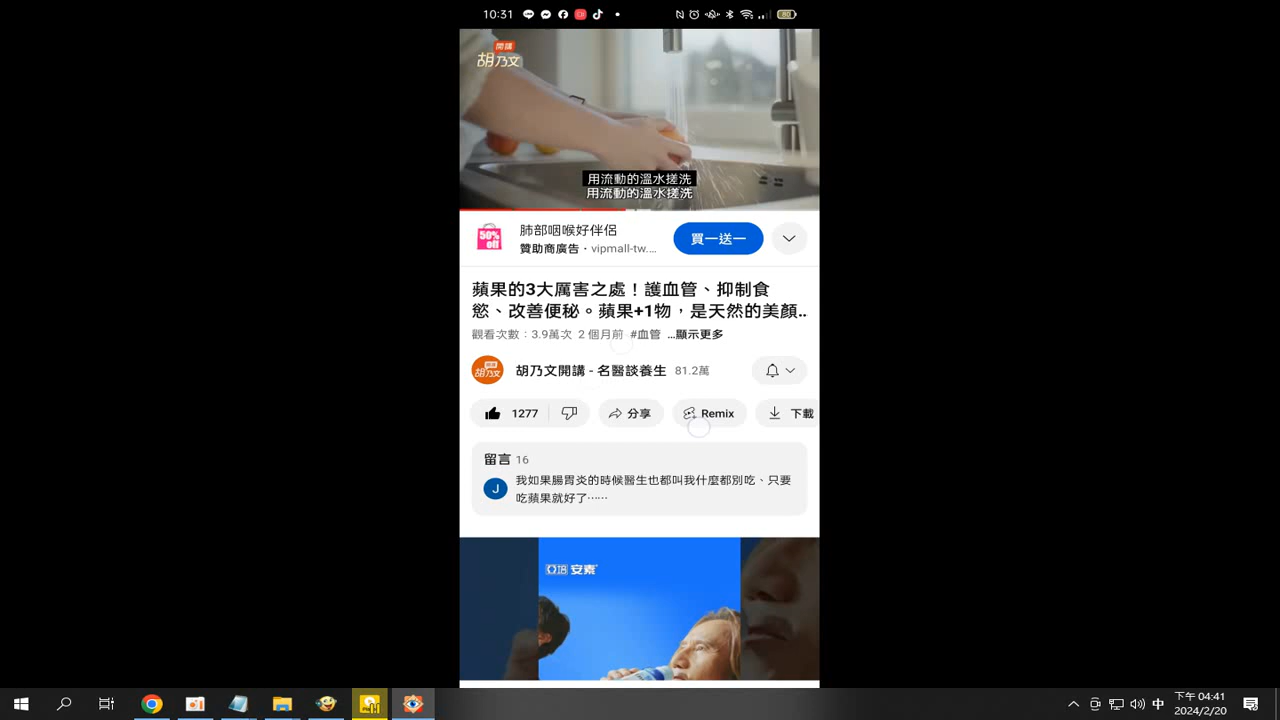 10:31
80
開講
胡乃文
用流動的溫水搓洗
用流動的溫水搓洗
50%
off
肺部咽喉好伴侶
贊助商廣告・vipmall-tw....
買一送一
蘋果的3大厲害之處！護血管、抑制食
慾、改善便秘。蘋果+1物，是天然的美顏...
觀看次數：3.9萬次 2 個月前 #血管 ...顯示更多
胡乃文開講 - 名醫談養生 81.2萬
1277
分享
Remix
下載
留言 16
J
我如果腸胃炎的時候醫生也都叫我什麼都別吃、只要
吃蘋果就好了⋯⋯
亞培 安素
中
下午 04:41
2024/2/20